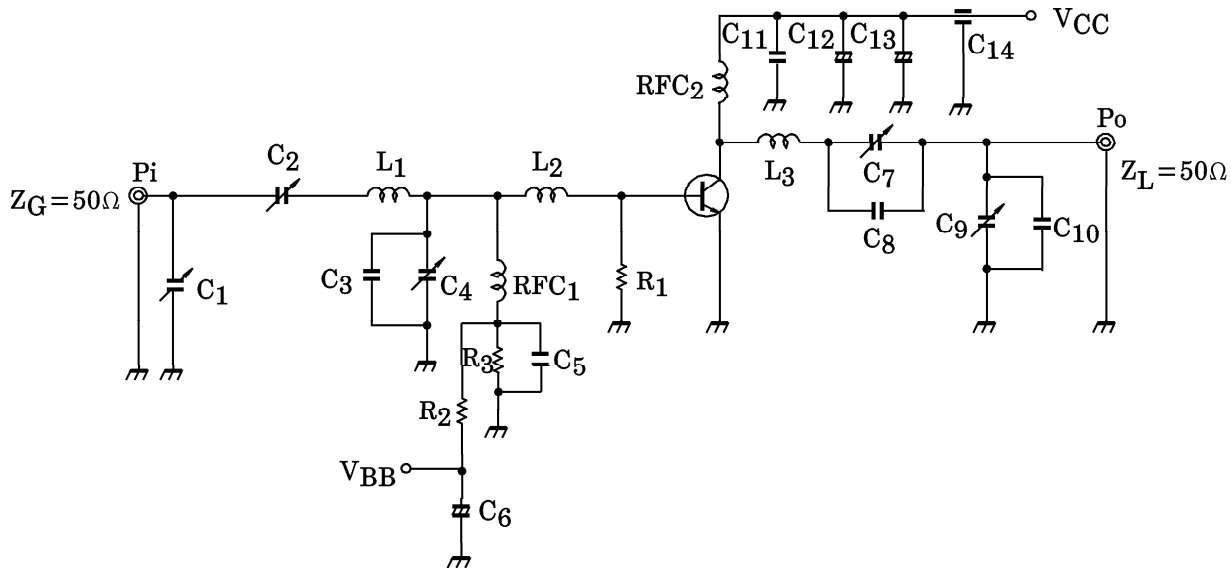 C11
C12
C13
C14
VCC
RFC2
Po
L3
C7
C8
C9
C10
ZL=50Ω
Pi
ZG=50Ω
C1
C2
L1
L2
C3
C4
RFC1
R1
R3
C5
R2
VBB
C6